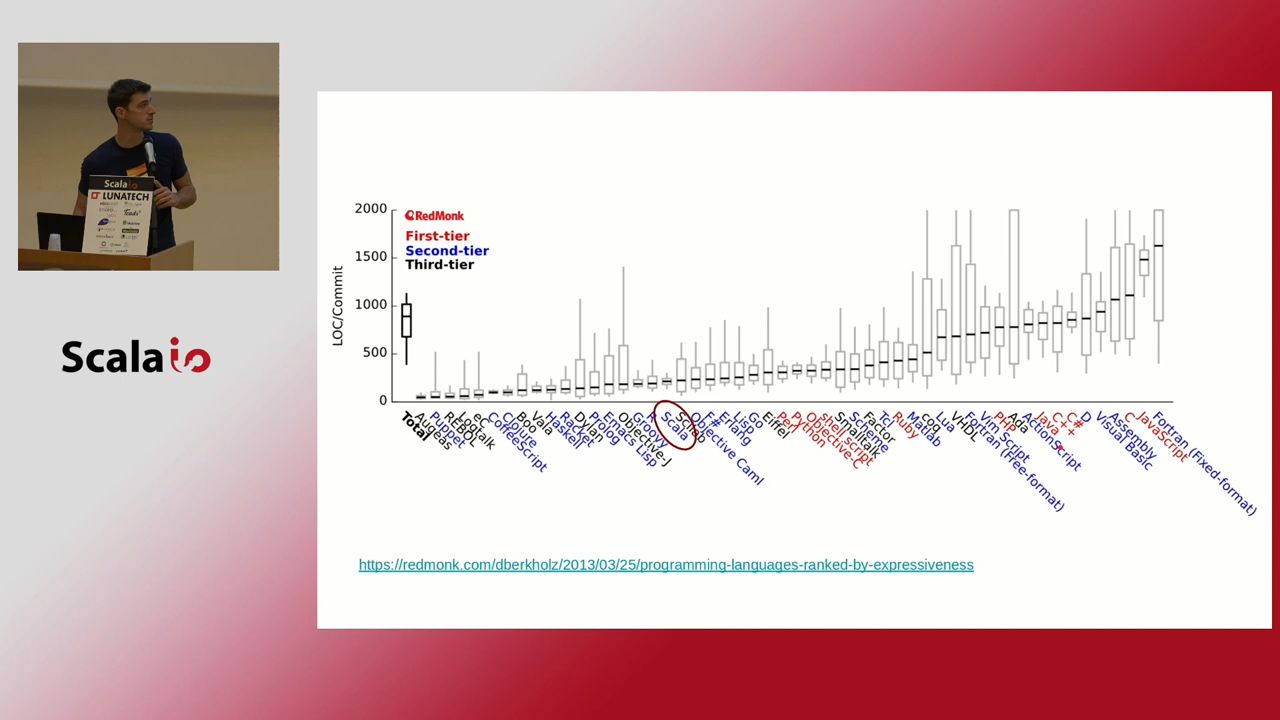 Scalaio
LUNATECH
Scalaio
2000
1500
1000
500
0
LOC/Commit
RedMonk
First-tier
Second-tier
Third-tier
Total
Augeas
Puppet
REBOL
Logtalk
eC
CoffeeScript
Clojure
Boo
Vala
Haskell
Racket
Dylan
Prolog
Emacs Lisp
Objective-J
Groovy
R
Scala
Scilab
Objective Caml
F#
Erlang
Lisp
Go
Eiffel
Perl
Python
Objective-C
shell script
Smalltalk
Scheme
Factor
Tcl
Ruby
Matlab
cog
Lua
VHDL
Fortran (Free-format)
Vim Script
PHP
Ada
ActionScript
Java
C++
C#
D
Visual Basic
Assembly
C
JavaScript
Fortran (Fixed-format)
https://redmonk.com/dberkholz/2013/03/25/programming-languages-ranked-by-expressiveness